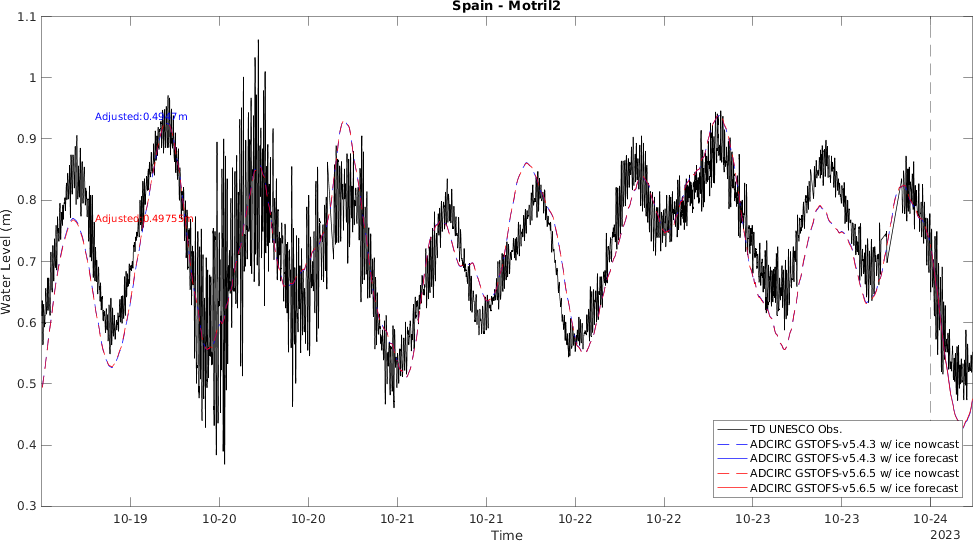 Spain - Motril2
1.1
1
0.9
0.8
0.7
0.6
0.5
0.4
0.3
Water Level (m)
Adjusted:0.4947m
Adjusted:0.49755m
TD UNESCO Obs.
ADCIRC GSTOFS-v5.4.3 w/ ice nowcast
ADCIRC GSTOFS-v5.4.3 w/ ice forecast
ADCIRC GSTOFS-v5.6.5 w/ ice nowcast
ADCIRC GSTOFS-v5.6.5 w/ ice forecast
10-19 10-20 10-20 10-21 10-21 10-22 10-22 10-23 10-23 10-24
2023
Time